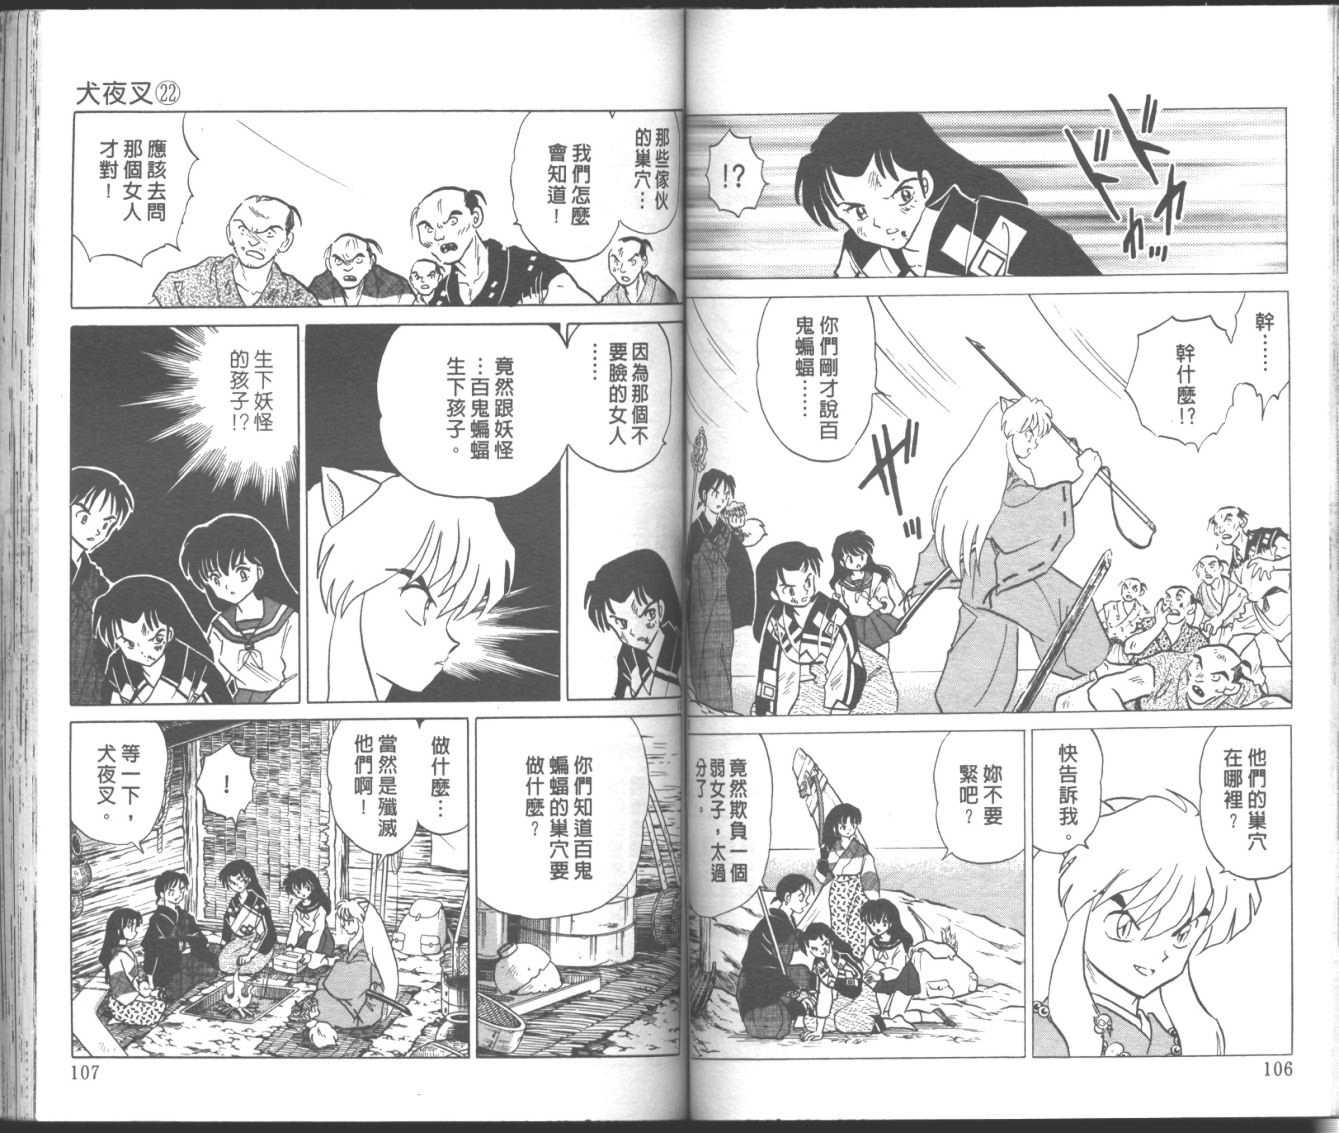 ドドドドドド…
!?
幹……
幹什麼!?
你們剛才說百
鬼蝙蝠……
他們的巢穴
在哪裡?
快告訴我。
妳不要
緊吧?
竟然欺負一個
弱女子,太過
分了。
106
犬夜叉㉒
那些傢伙
的巢穴…
我們怎麼
會知道!
應該去問
那個女人
才對!
因為那個不
要臉的女人
……
竟然跟妖怪
…百鬼蝙蝠
生下孩子。
生下妖怪
的孩子!?
你們知道百鬼
蝙蝠的巢穴要
做什麼?
做什麼…
當然是殲滅
他們啊!
!
等一下,
犬夜叉。
107